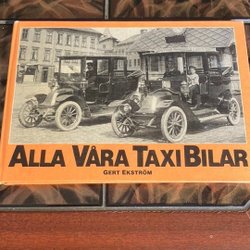 ALLA VÅRA TAXI BILAR
GERT EKSTRÖM